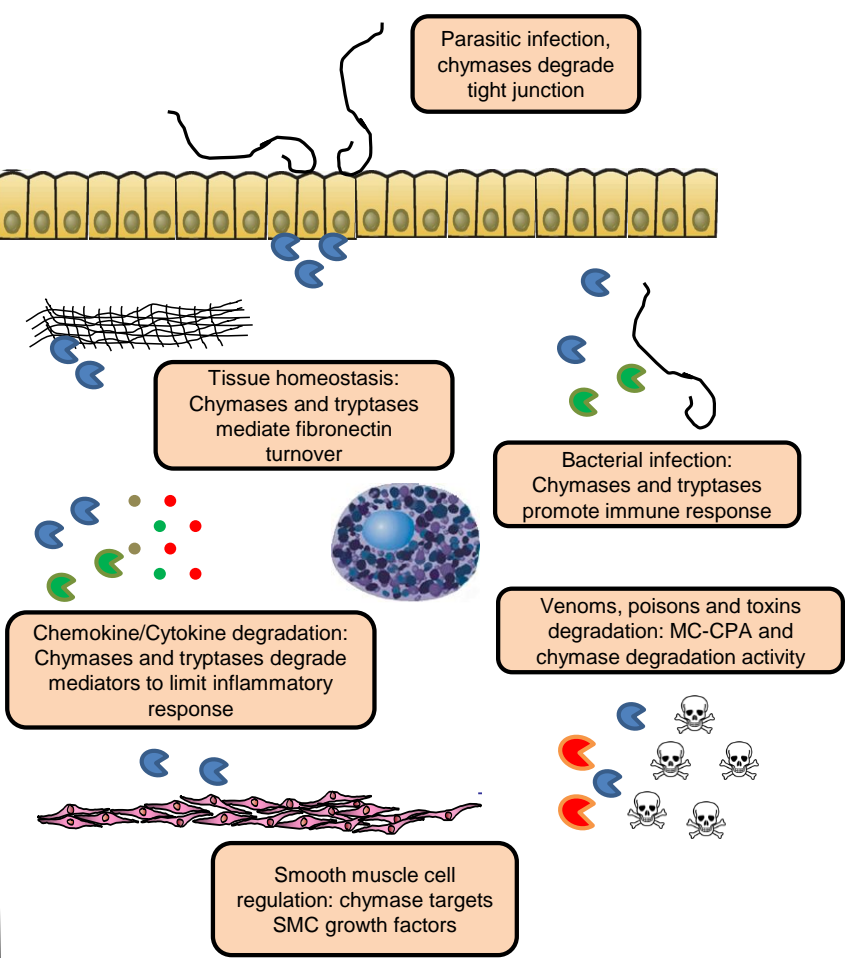 Parasitic infection,
chymases degrade
tight junction
Tissue homeostasis:
Chymases and tryptases
mediate fibronectin
turnover
Bacterial infection:
Chymases and tryptases
promote immune response
Venoms, poisons and toxins
degradation: MC-CPA and
chymase degradation activity
Chemokine/Cytokine degradation:
Chymases and tryptases degrade
mediators to limit inflammatory
response
Smooth muscle cell
regulation: chymase targets
SMC growth factors